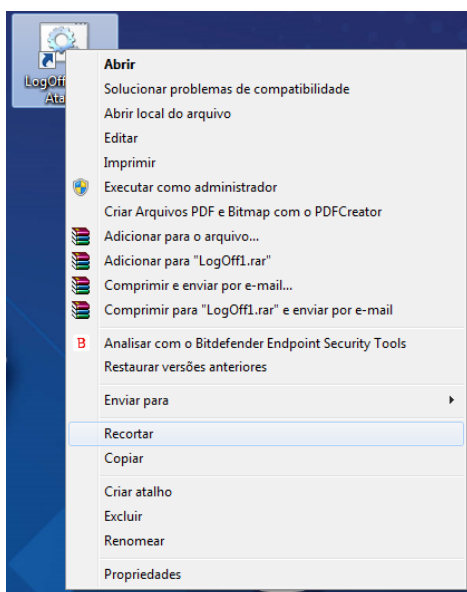 LogOff
Ata
Abrir
Solucionar problemas de compatibilidade
Abrir local do arquivo
Editar
Imprimir
Executar como administrador
Criar Arquivos PDF e Bitmap com o PDFCreator
Adicionar para o arquivo...
Adicionar para "LogOff1.rar"
Comprimir e enviar por e-mail...
Comprimir para "LogOff1.rar" e enviar por e-mail
B Analisar com o Bitdefender Endpoint Security Tools
Restaurar versões anteriores
Enviar para
Recortar
Copiar
Criar atalho
Excluir
Renomear
Propriedades